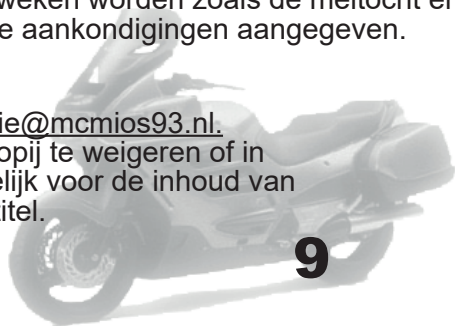 weken worden zoals de meitocht en
e aankondigingen aangegeven.
ie@mcmios93.nl.
opij te weigeren of in
elijk voor de inhoud van
itel.
9